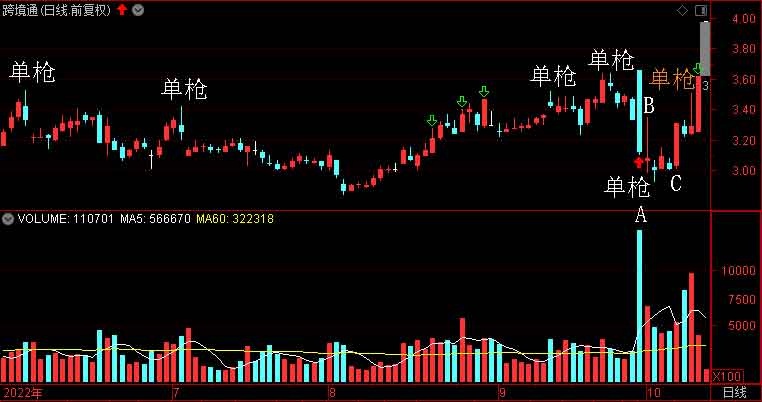 跨境通(日线.前复权)
4.00
3.80
单枪
单枪
单枪
单枪
单枪
3.60
3
B
3.40
3.20
3.00
单枪
C
A
VOLUME: 110701 MA5: 566670 MA60: 322318
10000
7500
5000
X100
2022年
7
8
9
10
日线